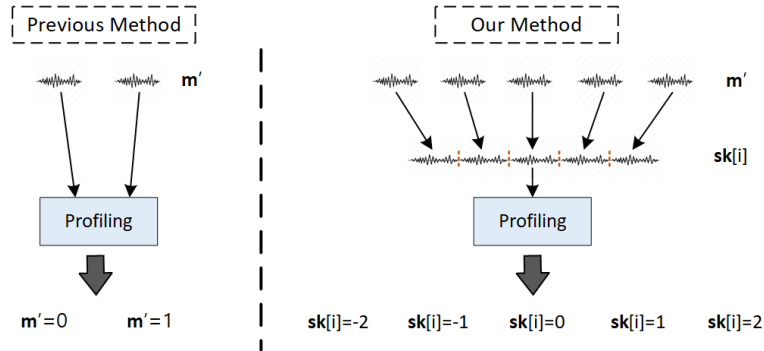 Previous Method
m′
Profiling
m′=0 m′=1
Our Method
m′
sk[i]
Profiling
sk[i]=-2 sk[i]=-1 sk[i]=0 sk[i]=1 sk[i]=2